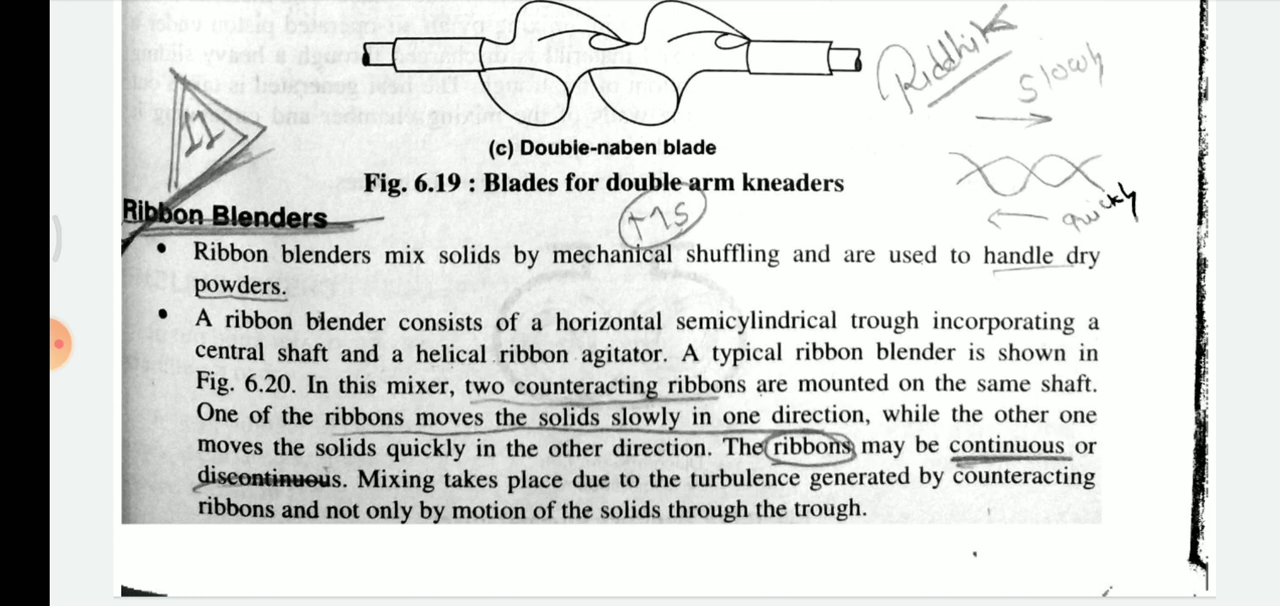 Riddhik
Slowly
(c) Double-naben blade
Fig. 6.19 : Blades for double arm kneaders
quickly
11
Ribbon Blenders
• Ribbon blenders mix solids by mechanical shuffling and are used to handle dry
powders.
• A ribbon blender consists of a horizontal semicylindrical trough incorporating a
central shaft and a helical ribbon agitator. A typical ribbon blender is shown in
Fig. 6.20. In this mixer, two counteracting ribbons are mounted on the same shaft.
One of the ribbons moves the solids slowly in one direction, while the other one
moves the solids quickly in the other direction. The ribbons may be continuous or
discontinuous. Mixing takes place due to the turbulence generated by counteracting
ribbons and not only by motion of the solids through the trough.